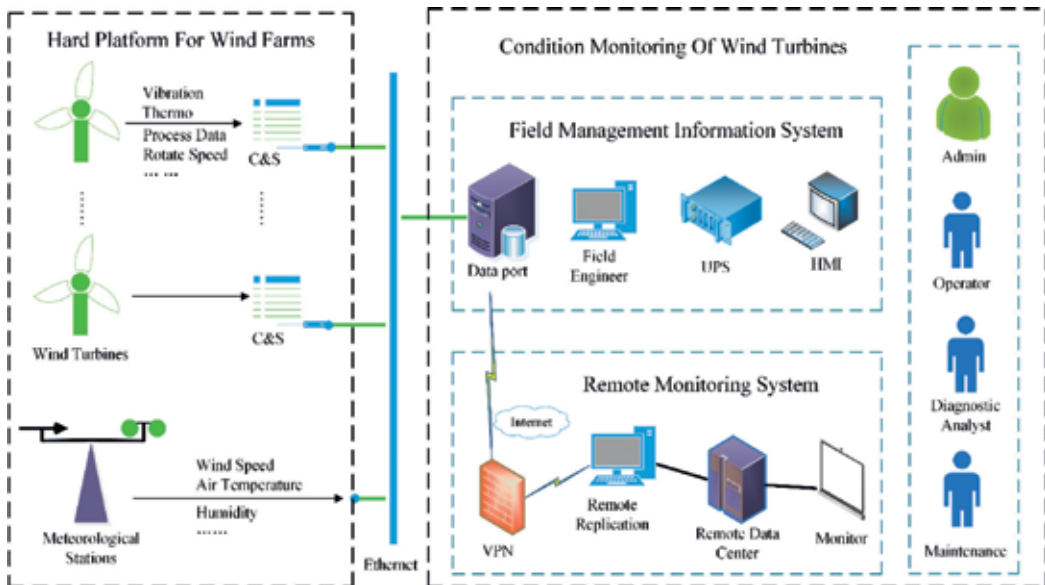 Hard Platform For Wind Farms
Vibration
Thermo
Process Data
Rotate Speed
... ...
C&S
C&S
Wind Turbines
Wind Speed
Air Temperature
Humidity
......
Meteorological
Stations
Ethernet
Condition Monitoring Of Wind Turbines
Field Management Information System
Data port
Field
Engineer
UPS
HMI
Remote Monitoring System
Internet
VPN
Remote
Replication
Remote Data
Center
Monitor
Admin
Operator
Diagnostic
Analyst
Maintenance